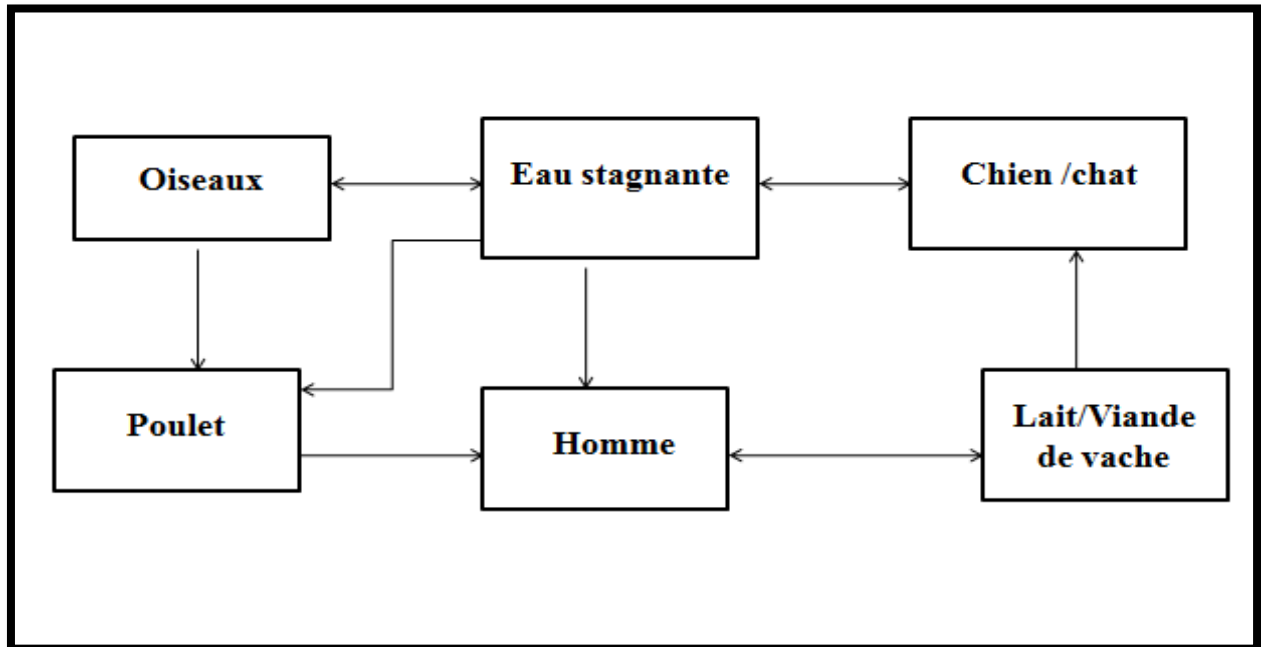 Oiseaux
Eau stagnante
Chien /chat
Poulet
Homme
Lait/Viande
de vache